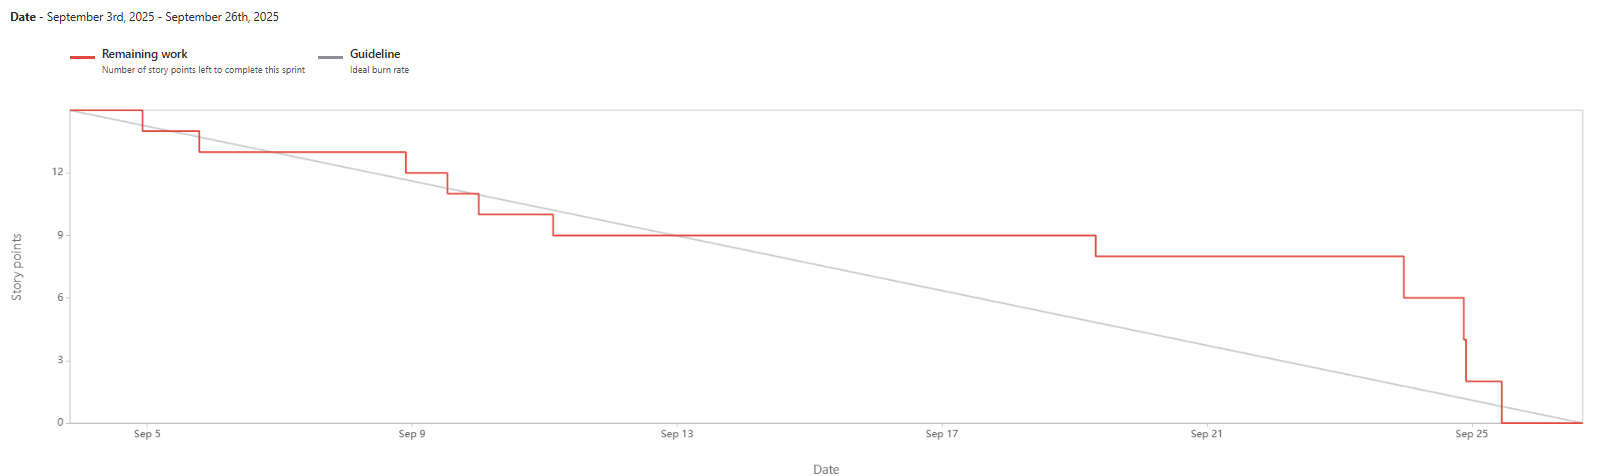 Date - September 3rd, 2025 - September 26th, 2025
Remaining work
Number of story points left to complete this sprint
Guideline
Ideal burn rate
Story points
12
9
6
3
0
Sep 5
Sep 9
Sep 13
Sep 17
Sep 21
Sep 25
Date